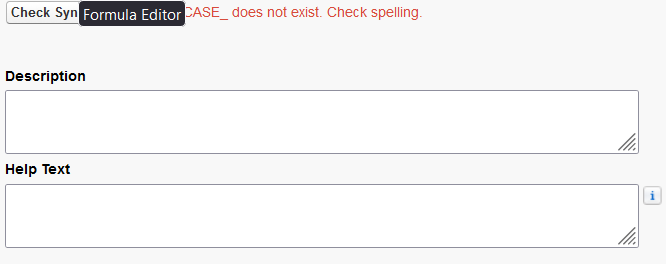 Check Syn Formula Editor CASE_ does not exist. Check spelling.
Description
Help Text
i